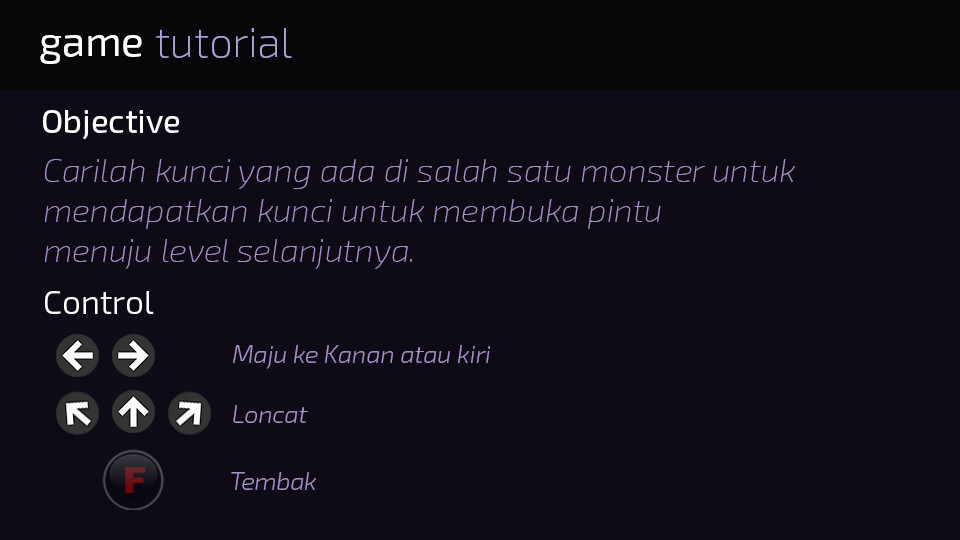 game tutorial
Objective
Carilah kunci yang ada di salah satu monster untuk
mendapatkan kunci untuk membuka pintu
menuju level selanjutnya.
Control
Maju ke Kanan atau kiri
Loncat
F Tembak